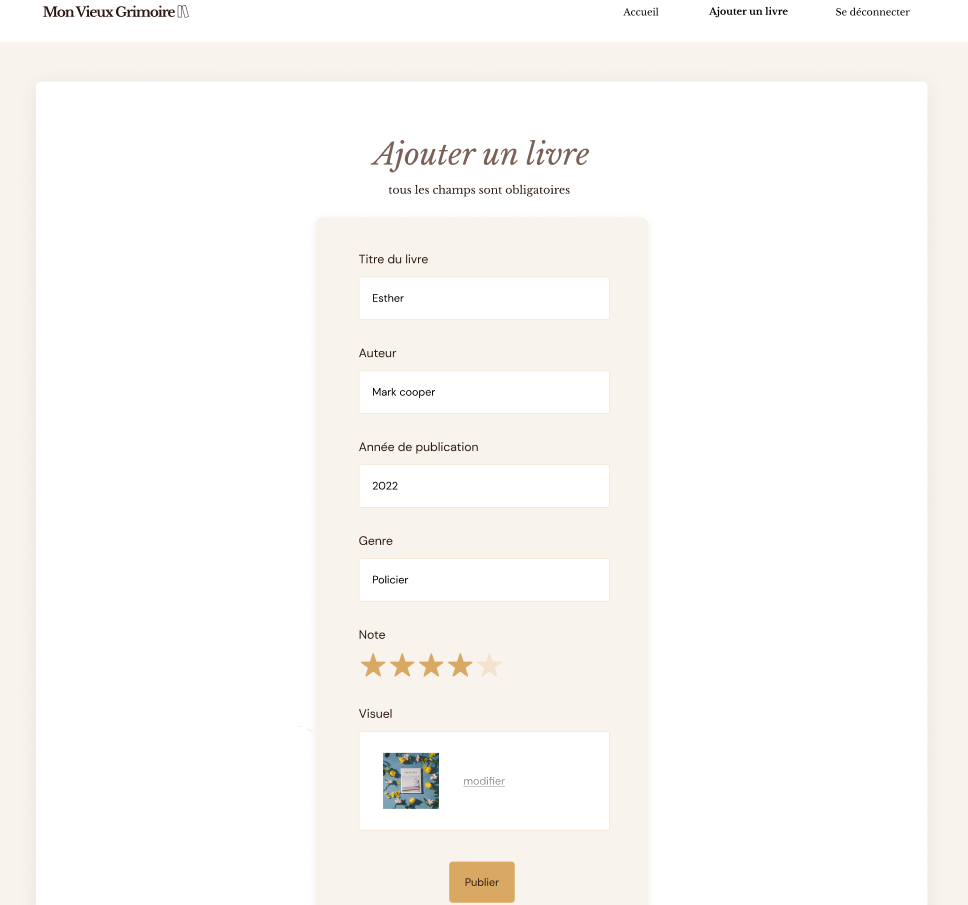 Mon Vieux Grimoire
Accueil
Ajouter un livre
Se déconnecter
Ajouter un livre
tous les champs sont obligatoires
Titre du livre
Esther
Auteur
Mark cooper
Année de publication
2022
Genre
Policier
Note
Visuel
modifier
Publier